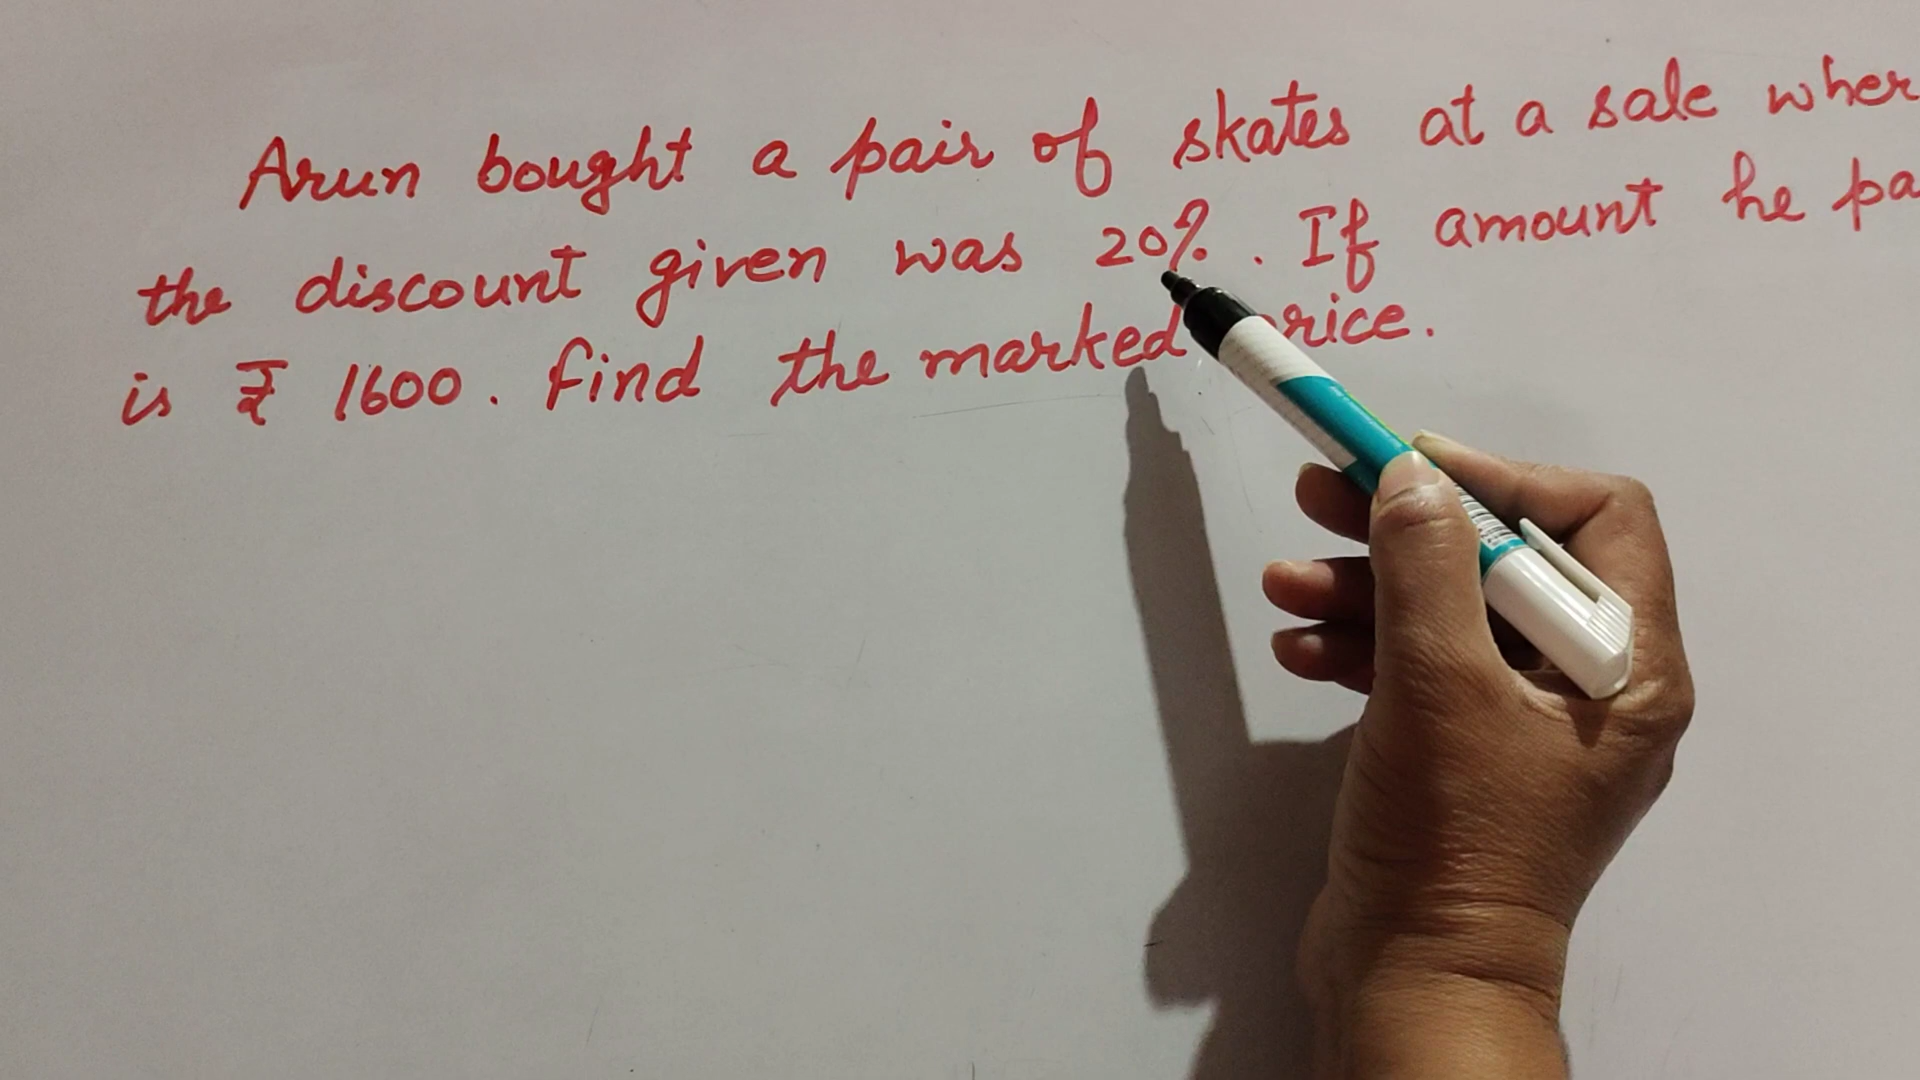 Arun bought a pair of skates at a sale wher
the discount given was 20%. If amount he pa
is ₹ 1600. find the marked price.